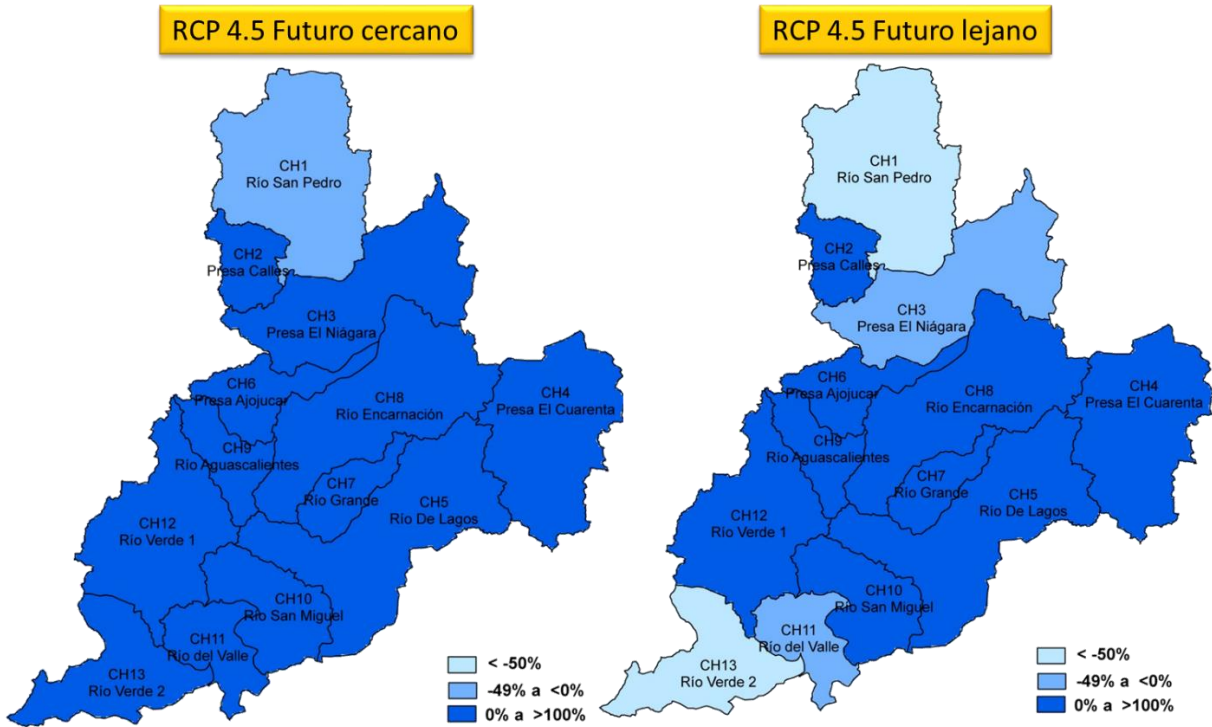 RCP 4.5 Futuro cercano
CH1
Río San Pedro
CH2
Presa Calles
CH3
Presa El Niágara
CH6
Presa Ajojucar
CH8
Río Encarnación
CH4
Presa El Cuarenta
CH9
Río Aguascalientes
CH7
Río Grande
CH5
Río De Lagos
CH12
Río Verde 1
CH10
Río San Miguel
CH11
Río del Valle
CH13
Río Verde 2
< -50%
-49% a <0%
0% a >100%
RCP 4.5 Futuro lejano
CH1
Río San Pedro
CH2
Presa Calles
CH3
Presa El Niágara
CH6
Presa Ajojucar
CH8
Río Encarnación
CH4
Presa El Cuarenta
CH9
Río Aguascalientes
CH7
Río Grande
CH5
Río De Lagos
CH12
Río Verde 1
CH10
Río San Miguel
CH11
Río del Valle
CH13
Río Verde 2
< -50%
-49% a <0%
0% a >100%